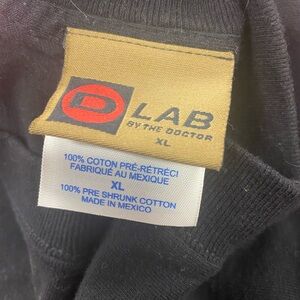 D LAB
BY THE DOCTOR
XL
100% COTON PRÉ-RÉTRÉCI
FABRIQUÉ AU MEXIQUE
XL
100% PRE SHRUNK COTTON
MADE IN MEXICO